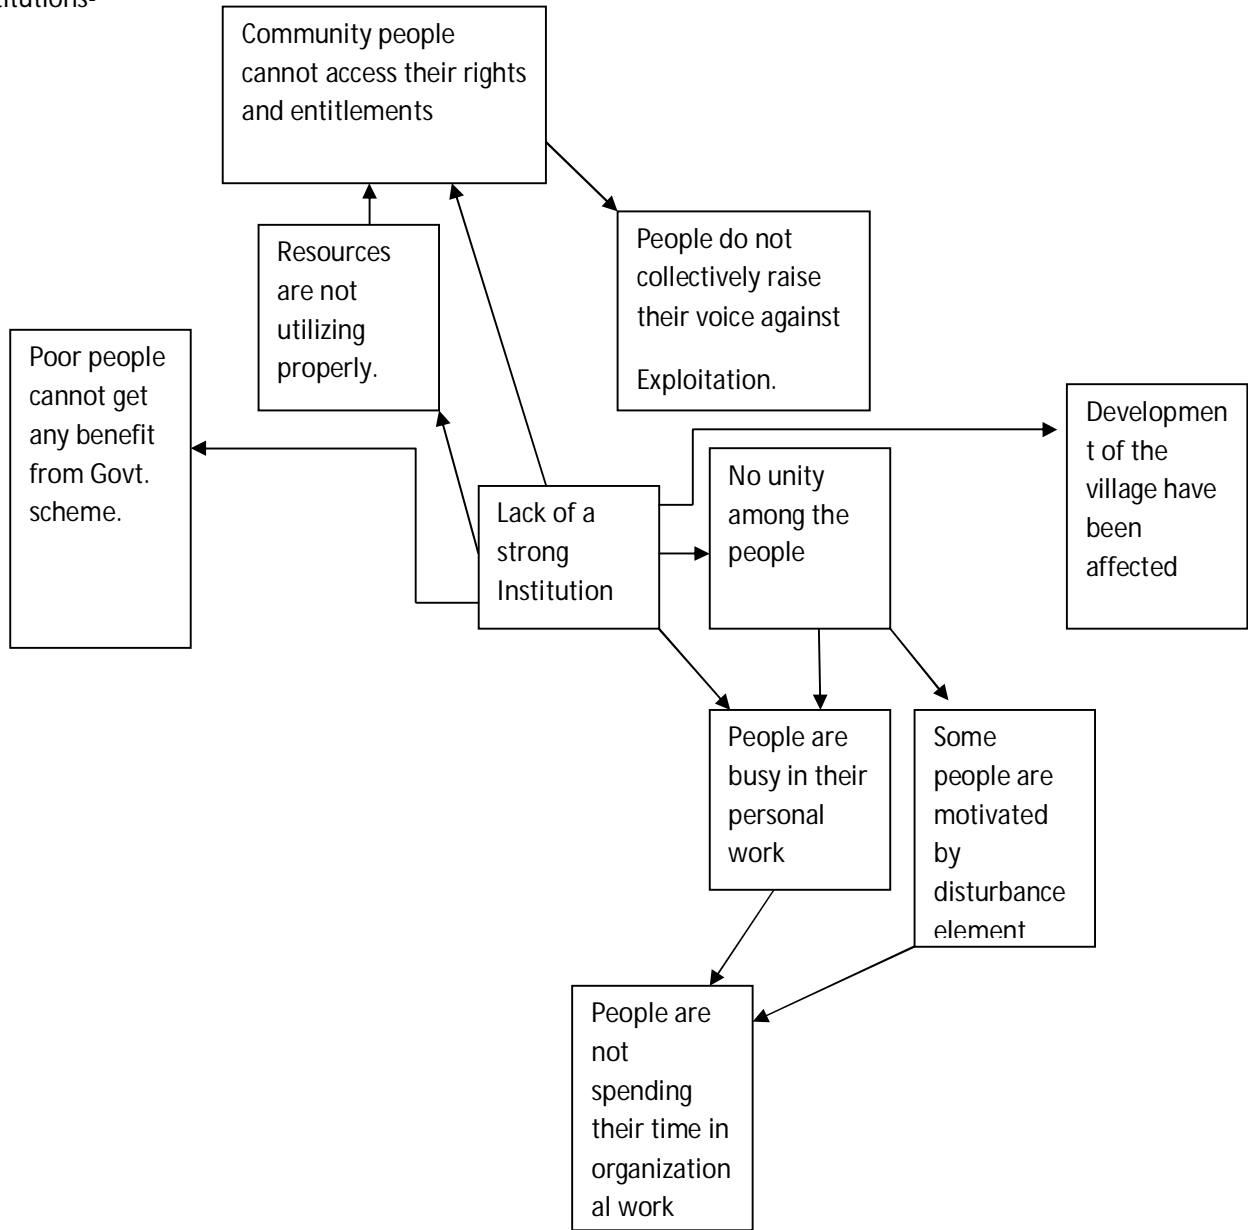 Community people
cannot access their rights
and entitlements
Resources
are not
utilizing
properly.
People do not
collectively raise
their voice against
Exploitation.
Poor people
cannot get
any benefit
from Govt.
scheme.
Developmen
t of the
village have
been
affected
Lack of a
strong
Institution
No unity
among the
people
People are
busy in their
personal
work
Some
people are
motivated
by
disturbance
element
People are
not
spending
their time in
organization
al work